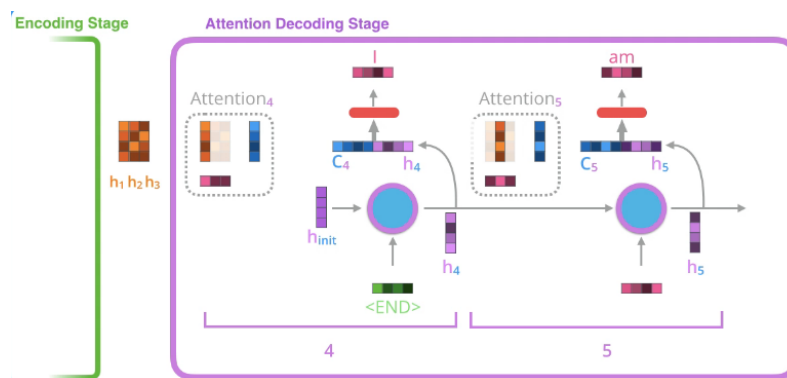 Encoding Stage
Attention Decoding Stage
I
am
Attention₄
Attention₅
h₁ h₂ h₃
C₄
h₄
C₅
h₅
h_init
h₄
h₅
<END>
4
5